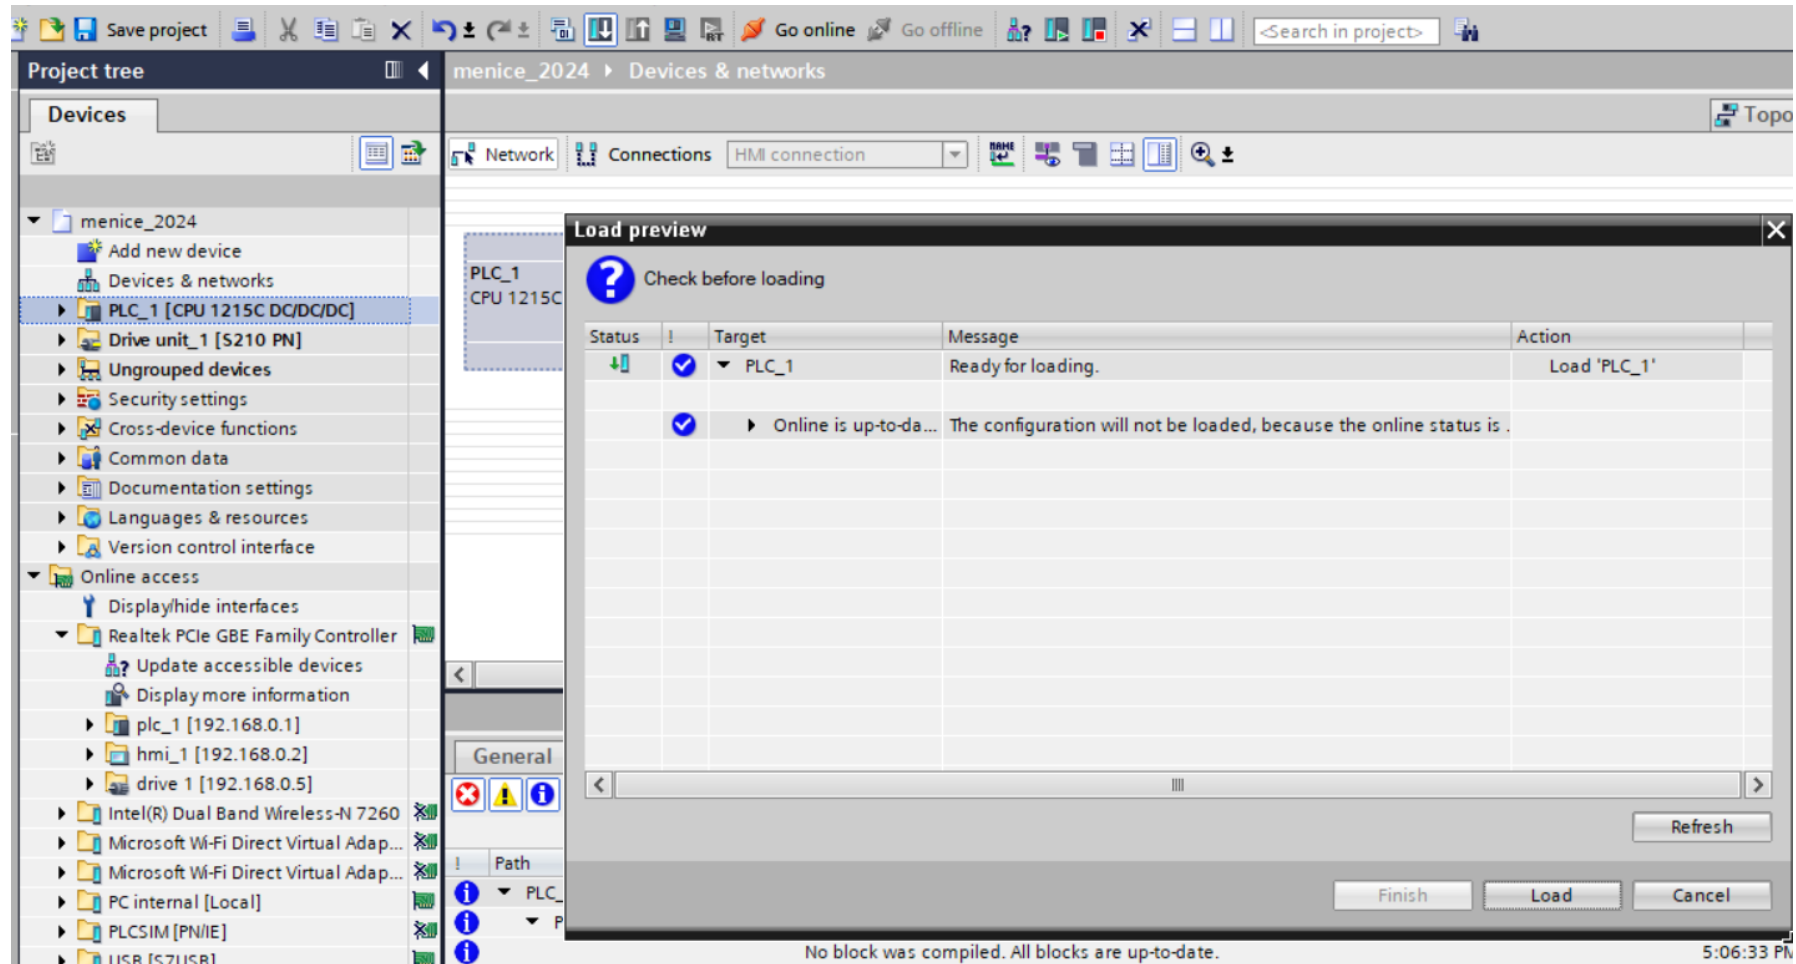 Save project
Go online
Go offline
<Search in project>
Project tree
menice_2024
Devices & networks
Devices
Topo
Network
Connections
HMI connection
menice_2024
Add new device
Devices & networks
PLC_1 [CPU 1215C DC/DC/DC]
Drive unit_1 [S210 PN]
Ungrouped devices
Security settings
Cross-device functions
Common data
Documentation settings
Languages & resources
Version control interface
Online access
Display/hide interfaces
Realtek PCIe GBE Family Controller
Update accessible devices
Display more information
plc_1 [192.168.0.1]
hmi_1 [192.168.0.2]
drive 1 [192.168.0.5]
Intel(R) Dual Band Wireless-N 7260
Microsoft Wi-Fi Direct Virtual Adap...
Microsoft Wi-Fi Direct Virtual Adap...
PC internal [Local]
PLCSIM [PN/IE]
USB [S7USB]
PLC_1
CPU 1215C
Load preview
Check before loading
Status ! Target Message Action
PLC_1 Ready for loading. Load 'PLC_1'
Online is up-to-da... The configuration will not be loaded, because the online status is .
Refresh
Finish
Load
Cancel
General
! Path
PLC_
P
No block was compiled. All blocks are up-to-date.
5:06:33 PM